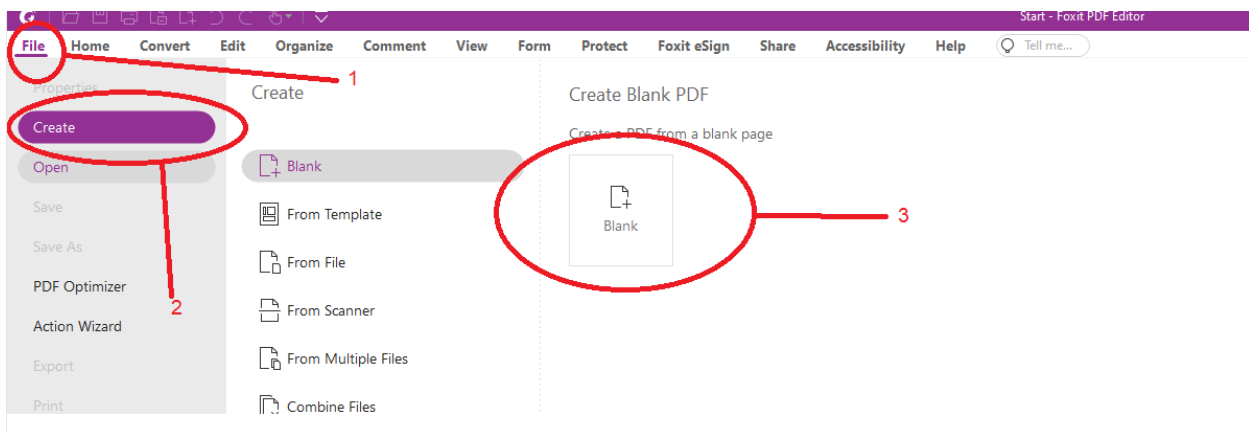 Start - Foxit PDF Editor
File Home Convert Edit Organize Comment View Form Protect Foxit eSign Share Accessibility Help Tell me...
1
Properties
Create
Open
Save
Save As
PDF Optimizer
2
Action Wizard
Export
Print
Create
Blank
From Template
From File
From Scanner
From Multiple Files
Combine Files
Create Blank PDF
Create a PDF from a blank page
Blank
3